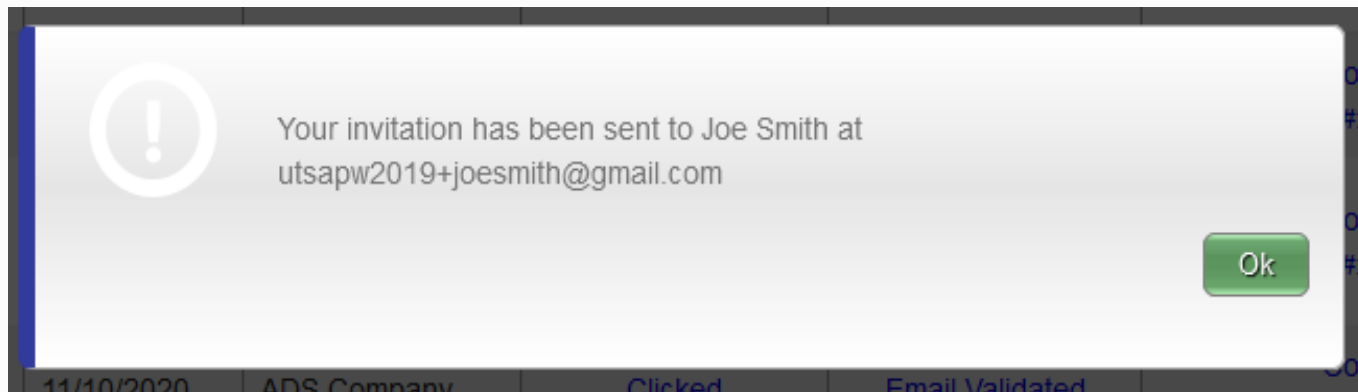 Your invitation has been sent to Joe Smith at
utsapw2019+joesmith@gmail.com
Ok
11/10/2020 ADS Company Clicked Email Validated